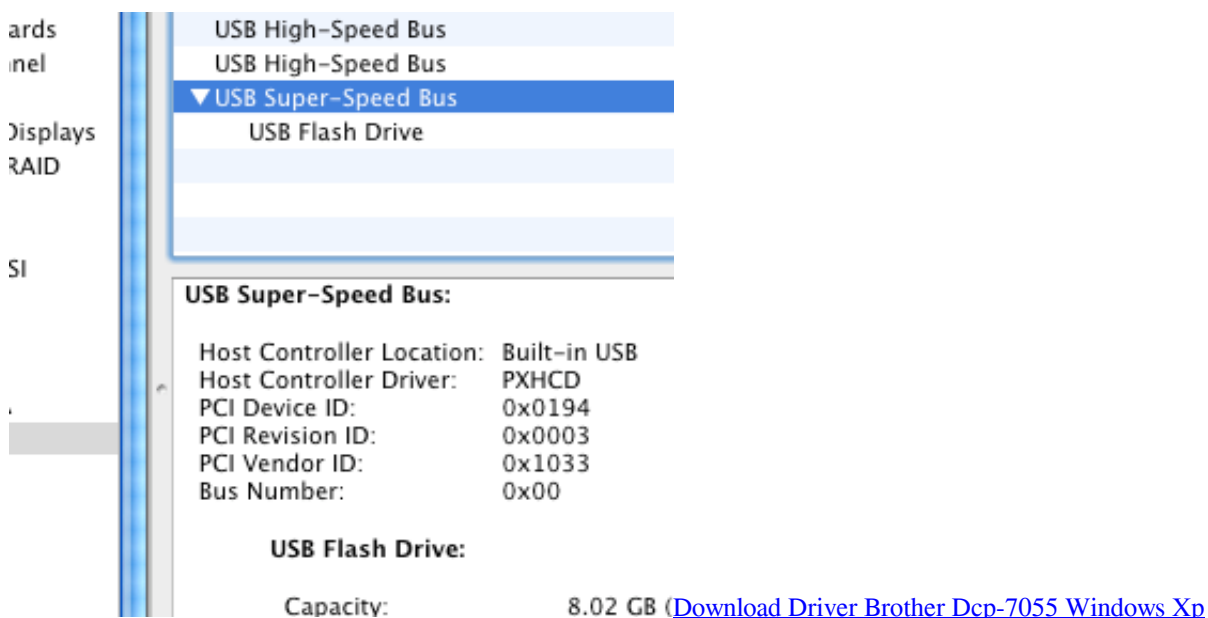 ards
USB High-Speed Bus
nel
USB High-Speed Bus
▼USB Super-Speed Bus
Displays
USB Flash Drive
RAID
SI
USB Super-Speed Bus:
Host Controller Location: Built-in USB
Host Controller Driver: PXHCD
PCI Device ID: 0x0194
PCI Revision ID: 0x0003
PCI Vendor ID: 0x1033
Bus Number: 0x00
USB Flash Drive:
Capacity: 8.02 GB (Download Driver Brother Dcp-7055 Windows Xp